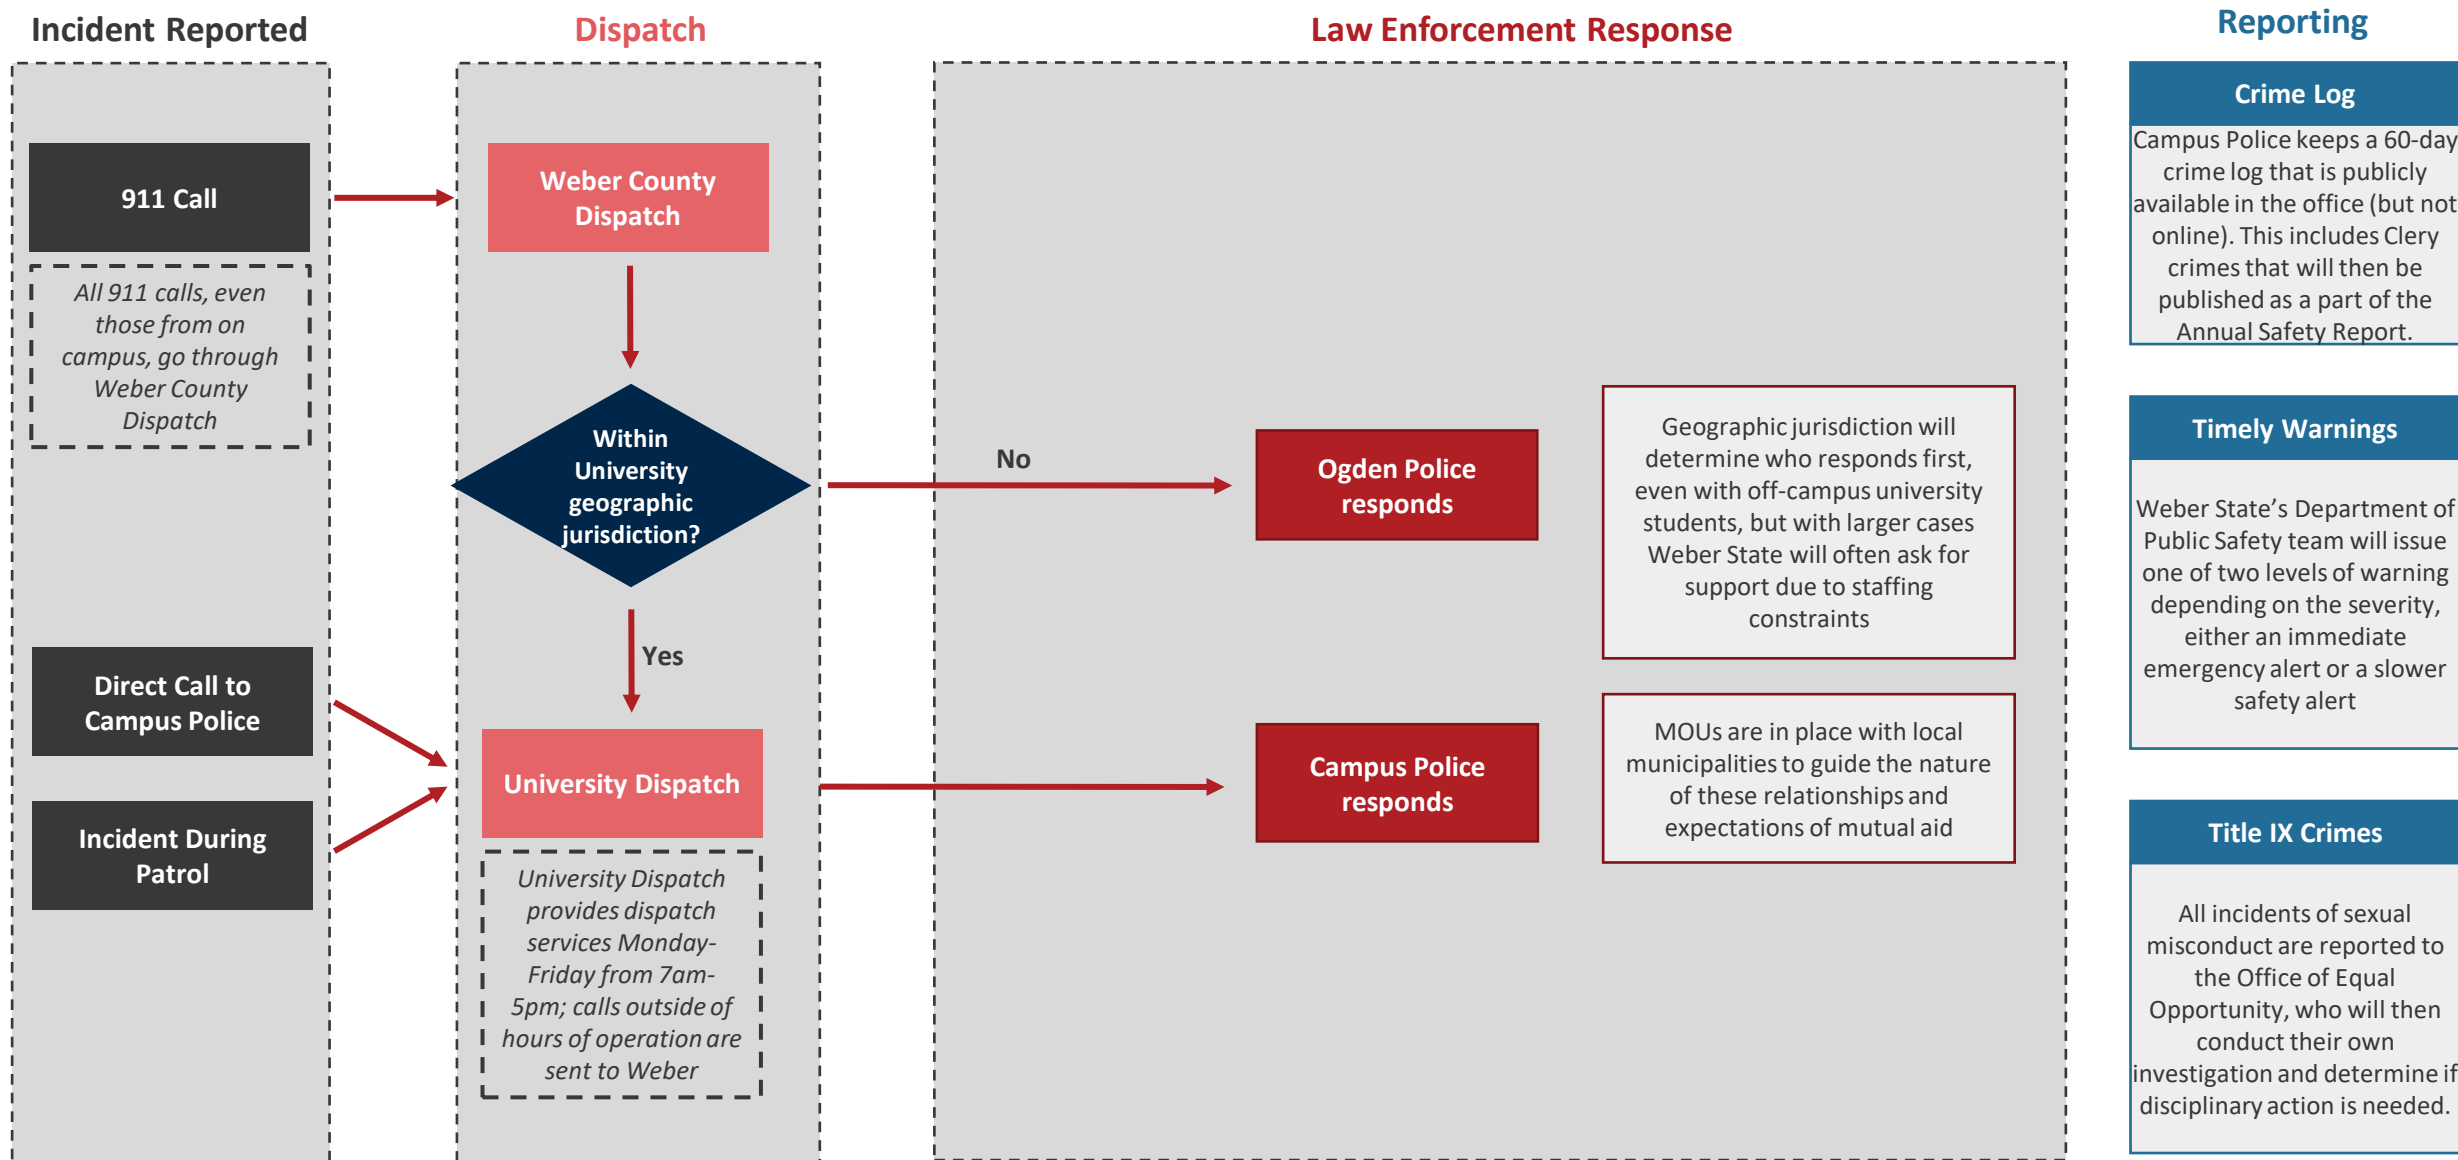 Incident Reported
Dispatch
Law Enforcement Response
Reporting
911 Call
All 911 calls, even
those from on
campus, go through
Weber County
Dispatch
Direct Call to
Campus Police
Incident During
Patrol
Weber County
Dispatch
Within
University
geographic
jurisdiction?
No
Yes
University Dispatch
University Dispatch
provides dispatch
services Monday-
Friday from 7am-
5pm; calls outside of
hours of operation are
sent to Weber
Ogden Police
responds
Geographic jurisdiction will
determine who responds first,
even with off-campus university
students, but with larger cases
Weber State will often ask for
support due to staffing
constraints
Campus Police
responds
MOUs are in place with local
municipalities to guide the nature
of these relationships and
expectations of mutual aid
Crime Log
Campus Police keeps a 60-day
crime log that is publicly
available in the office (but not
online). This includes Clery
crimes that will then be
published as a part of the
Annual Safety Report.
Timely Warnings
Weber State’s Department of
Public Safety team will issue
one of two levels of warning
depending on the severity,
either an immediate
emergency alert or a slower
safety alert
Title IX Crimes
All incidents of sexual
misconduct are reported to
the Office of Equal
Opportunity, who will then
conduct their own
investigation and determine if
disciplinary action is needed.